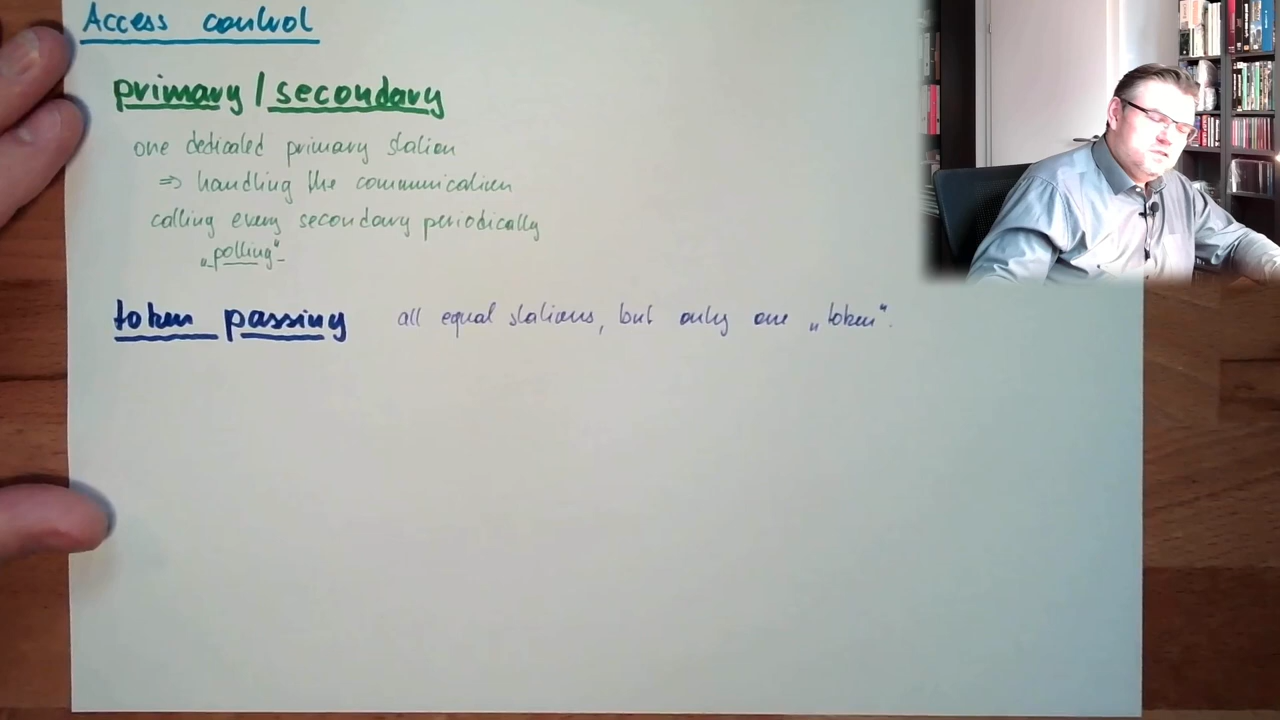 Access control
primary / secondary
one dedicated primary station
⇒ handling the communication
calling every secondary periodically
„polling"
token passing all equal stations, but only one „token".